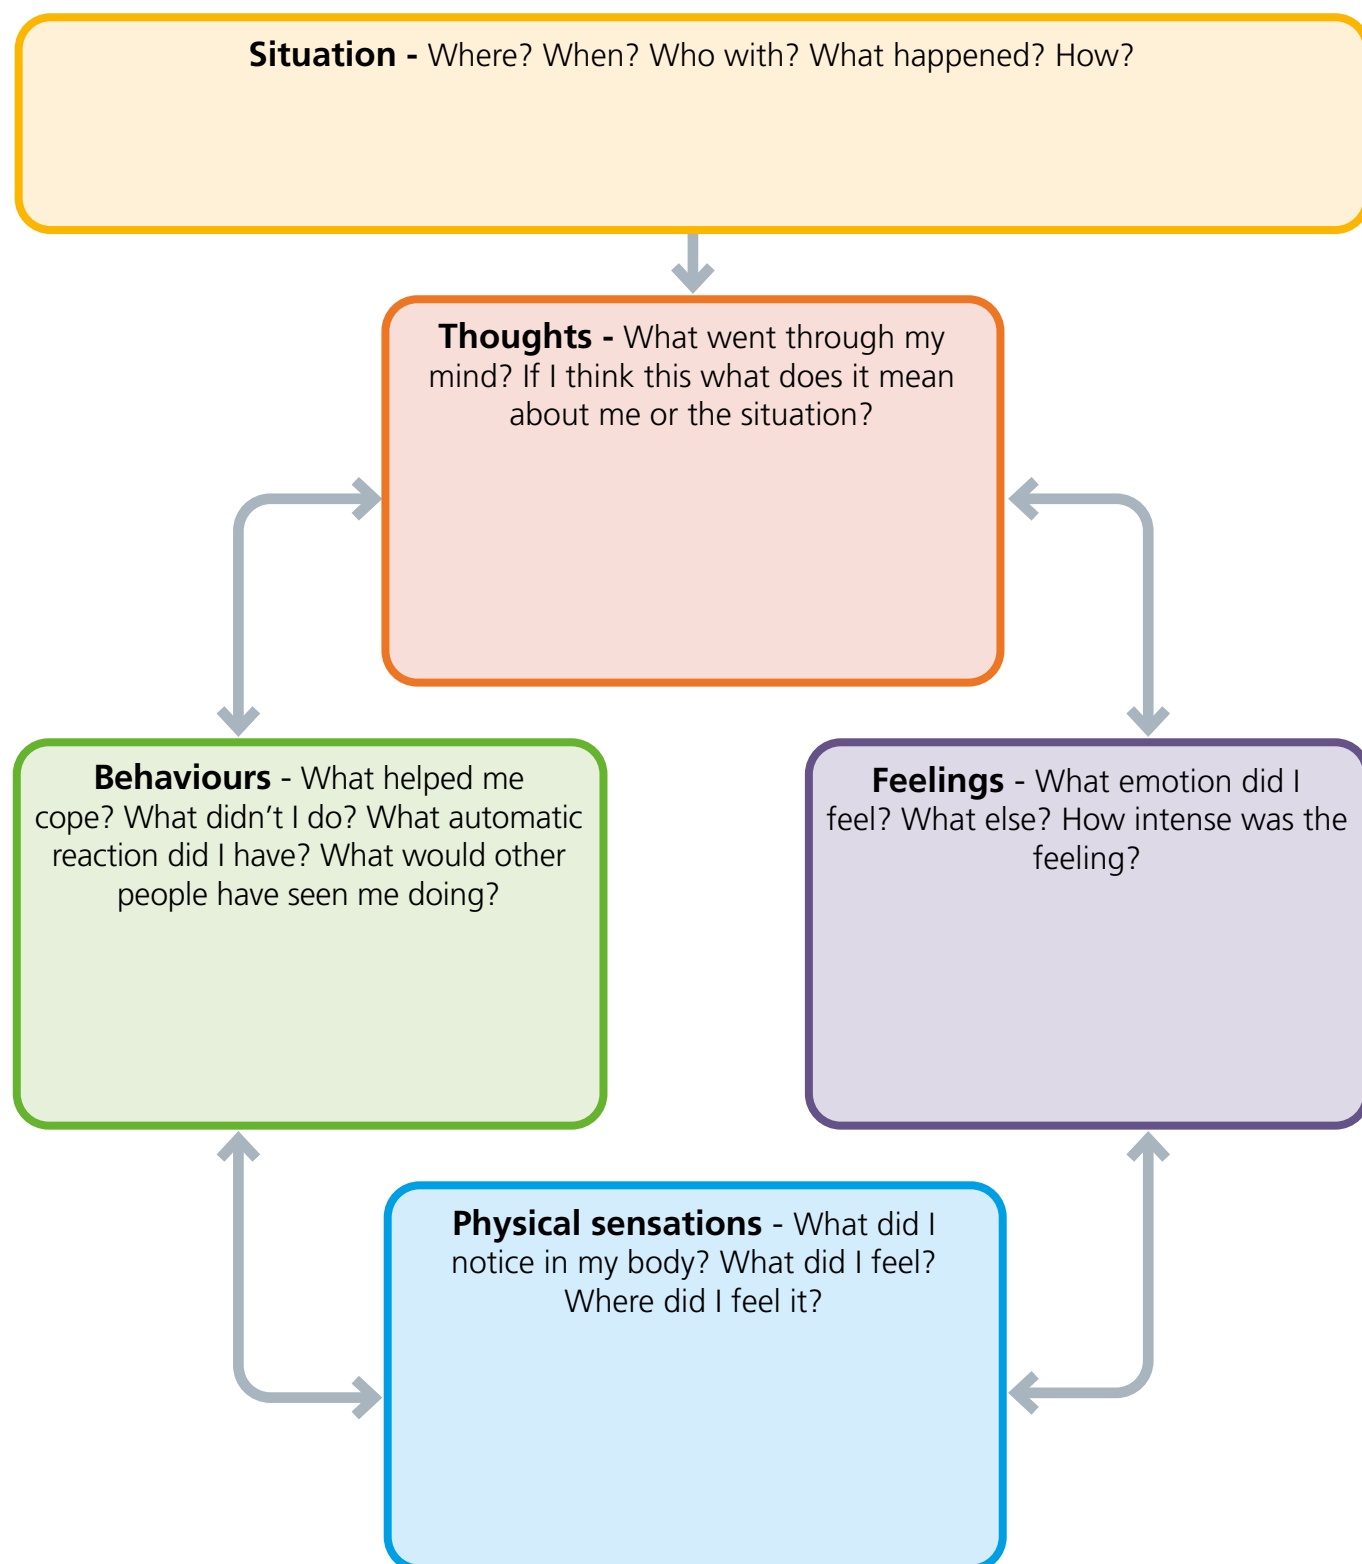 Situation - Where? When? Who with? What happened? How?
Thoughts - What went through my
mind? If I think this what does it mean
about me or the situation?
Behaviours - What helped me
cope? What didn't I do? What automatic
reaction did I have? What would other
people have seen me doing?
Feelings - What emotion did I
feel? What else? How intense was the
feeling?
Physical sensations - What did I
notice in my body? What did I feel?
Where did I feel it?